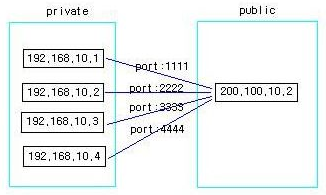 private
public
192,168,10,1
port:1111
192,168,10,2
port:2222
200,100,10,2
192,168,10,3
port:3333
port:4444
192,168,10,4